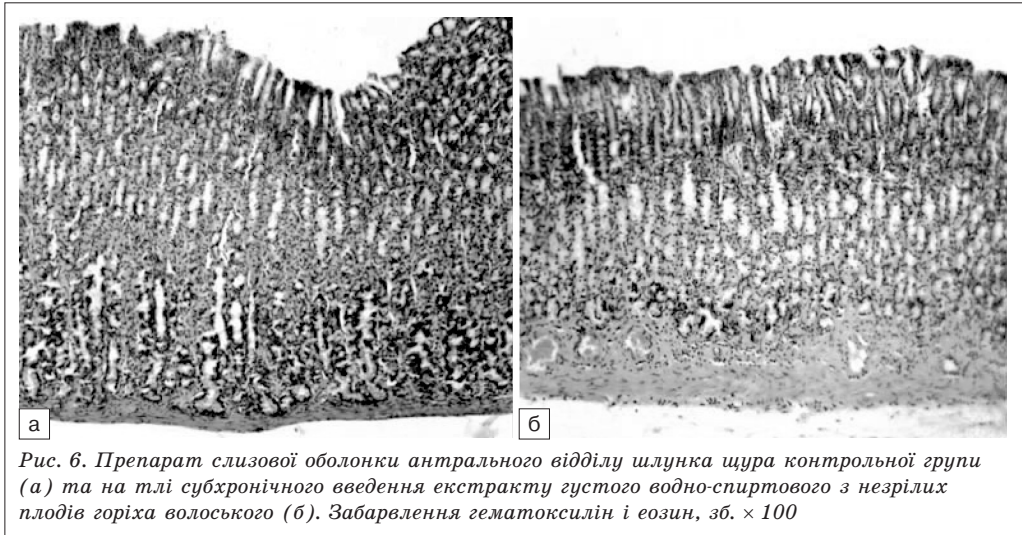 а
б
Рис. 6. Препарат слизової оболонки антрального відділу шлунка щура контрольної групи
(а) та на тлі субхронічного введення екстракту густого водно-спиртового з незрілих
плодів горіха волоського (б). Забарвлення гематоксилін і еозин, зб. × 100